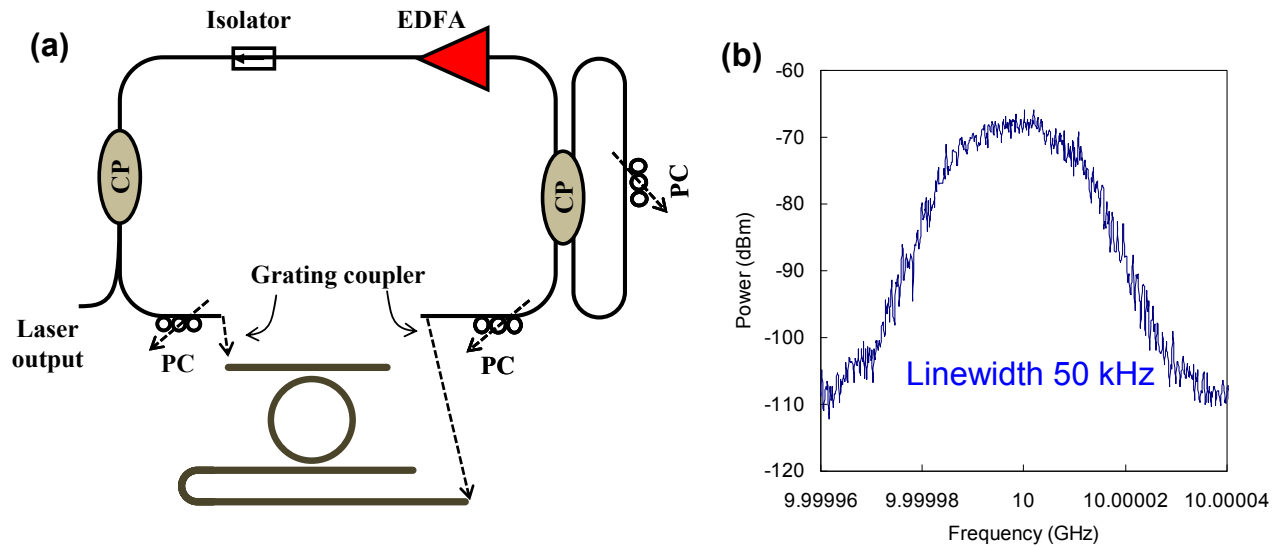 (a)
Isolator
EDFA
CP
CP
PC
Grating coupler
Laser
output
PC
PC
(b)
Power (dBm)
-60
-70
-80
-90
-100
-110
-120
Linewidth 50 kHz
9.99996
9.99998
10
10.00002
10.00004
Frequency (GHz)